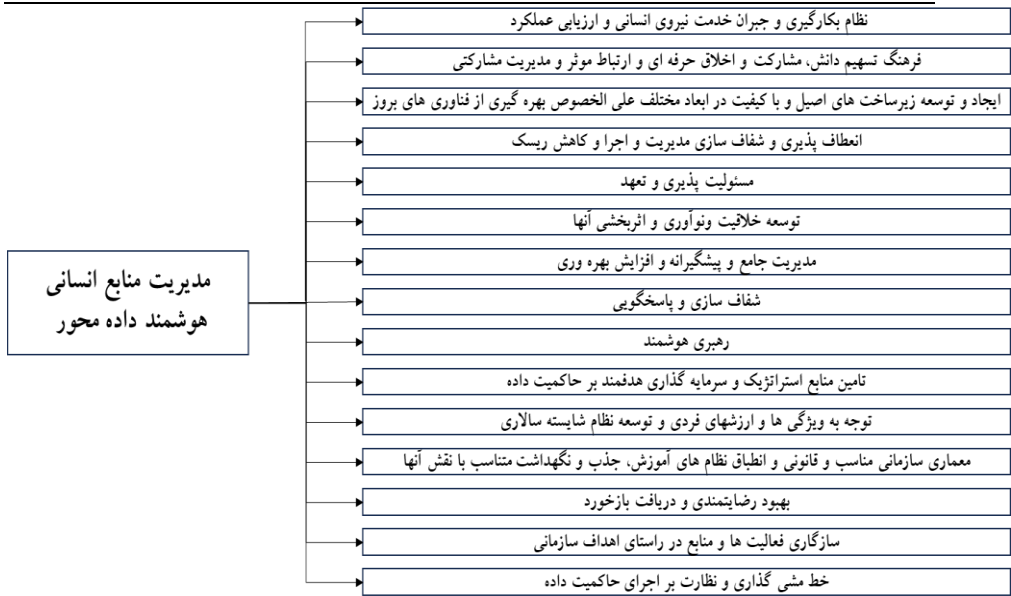 نظام بکارگیری و جبران خدمت نیروی انسانی و ارزیابی عملکرد
فرهنگ تسهیم دانش، مشارکت و اخلاق حرفه ای و ارتباط موثر و مدیریت مشارکتی
ایجاد و توسعه زیرساخت های اصیل و با کیفیت در ابعاد مختلف علی الخصوص بهره گیری از فناوری های بروز
انعطاف پذیری و شفاف سازی مدیریت و اجرا و کاهش ریسک
مسئولیت پذیری و تعهد
توسعه خلاقیت ونوآوری و اثربخشی آنها
مدیریت جامع و پیشگیرانه و افزایش بهره وری
شفاف سازی و پاسخگویی
رهبری هوشمند
تامین منابع استراتژیک و سرمایه گذاری هدفمند بر حاکمیت داده
توجه به ویژگی ها و ارزشهای فردی و توسعه نظام شایسته سالاری
معماری سازمانی مناسب و قانونی و انطباق نظام های آموزش، جذب و نگهداشت متناسب با نقش آنها
بهبود رضایتمندی و دریافت بازخورد
سازگاری فعالیت ها و منابع در راستای اهداف سازمانی
خط مشی گذاری و نظارت بر اجرای حاکمیت داده
مدیریت منابع انسانی
هوشمند داده محور